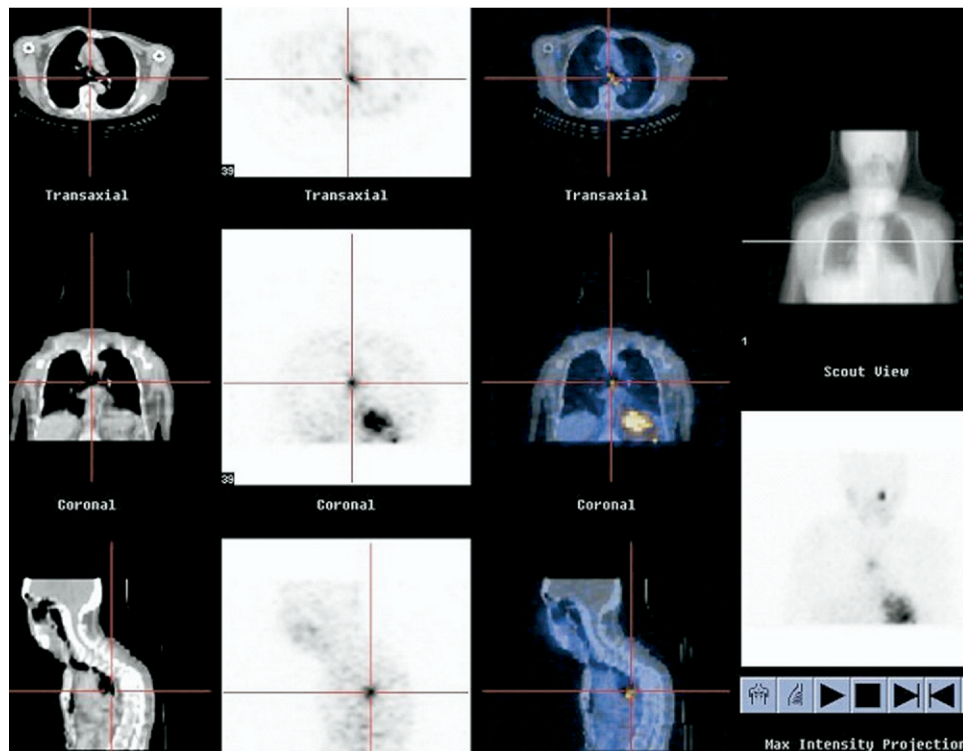 Transaxial
39
Transaxial
Transaxial
Coronal
39
Coronal
Coronal
1
Scout View
Max Intensity Projection